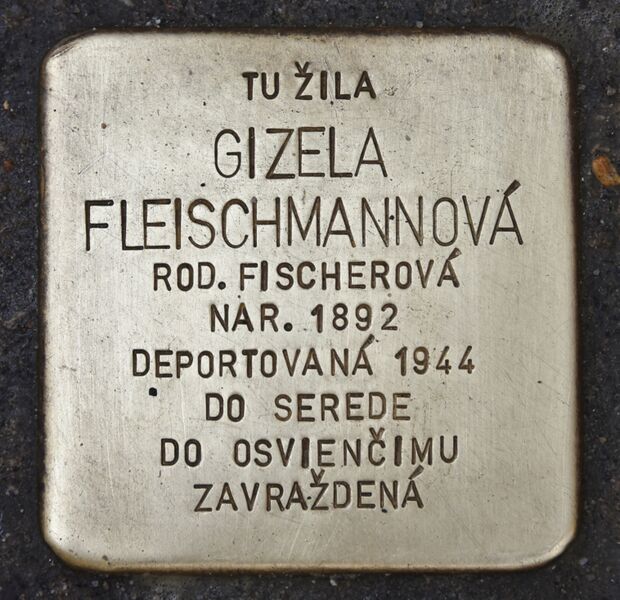 TU ŽILA
GIZELA
FLEISCHMANNOVÁ
ROD. FISCHEROVÁ
NAR. 1892
DEPORTOVANÁ 1944
DO SEREDE
DO OSVIENČIMU
ZAVRAŽDENÁ